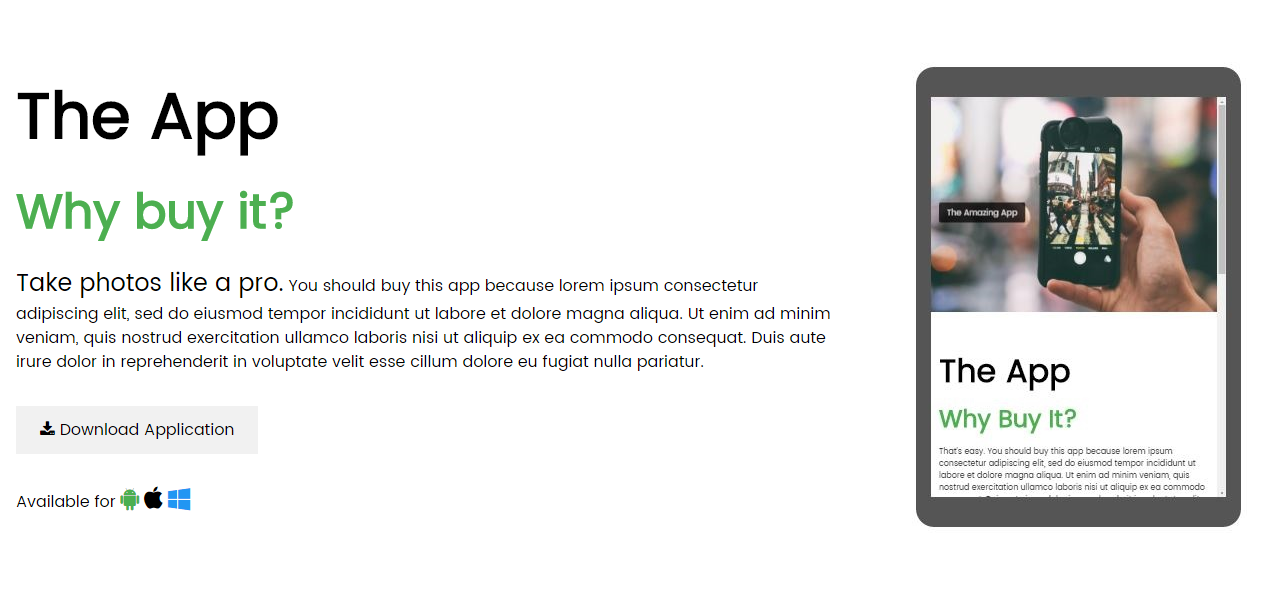 The App
Why buy it?
Take photos like a pro. You should buy this app because lorem ipsum consectetur
adipiscing elit, sed do eiusmod tempor incididunt ut labore et dolore magna aliqua. Ut enim ad minim
veniam, quis nostrud exercitation ullamco laboris nisi ut aliquip ex ea commodo consequat. Duis aute
irure dolor in reprehenderit in voluptate velit esse cillum dolore eu fugiat nulla pariatur.
Download Application
Available for
The Amazing App
The App
Why Buy It?
That's easy. You should buy this app because lorem ipsum
consectetur adipiscing elit, sed do eiusmod tempor incididunt ut
labore et dolore magna aliqua. Ut enim ad minim veniam, quis
nostrud exercitation ullamco laboris nisi ut aliquip ex ea commodo